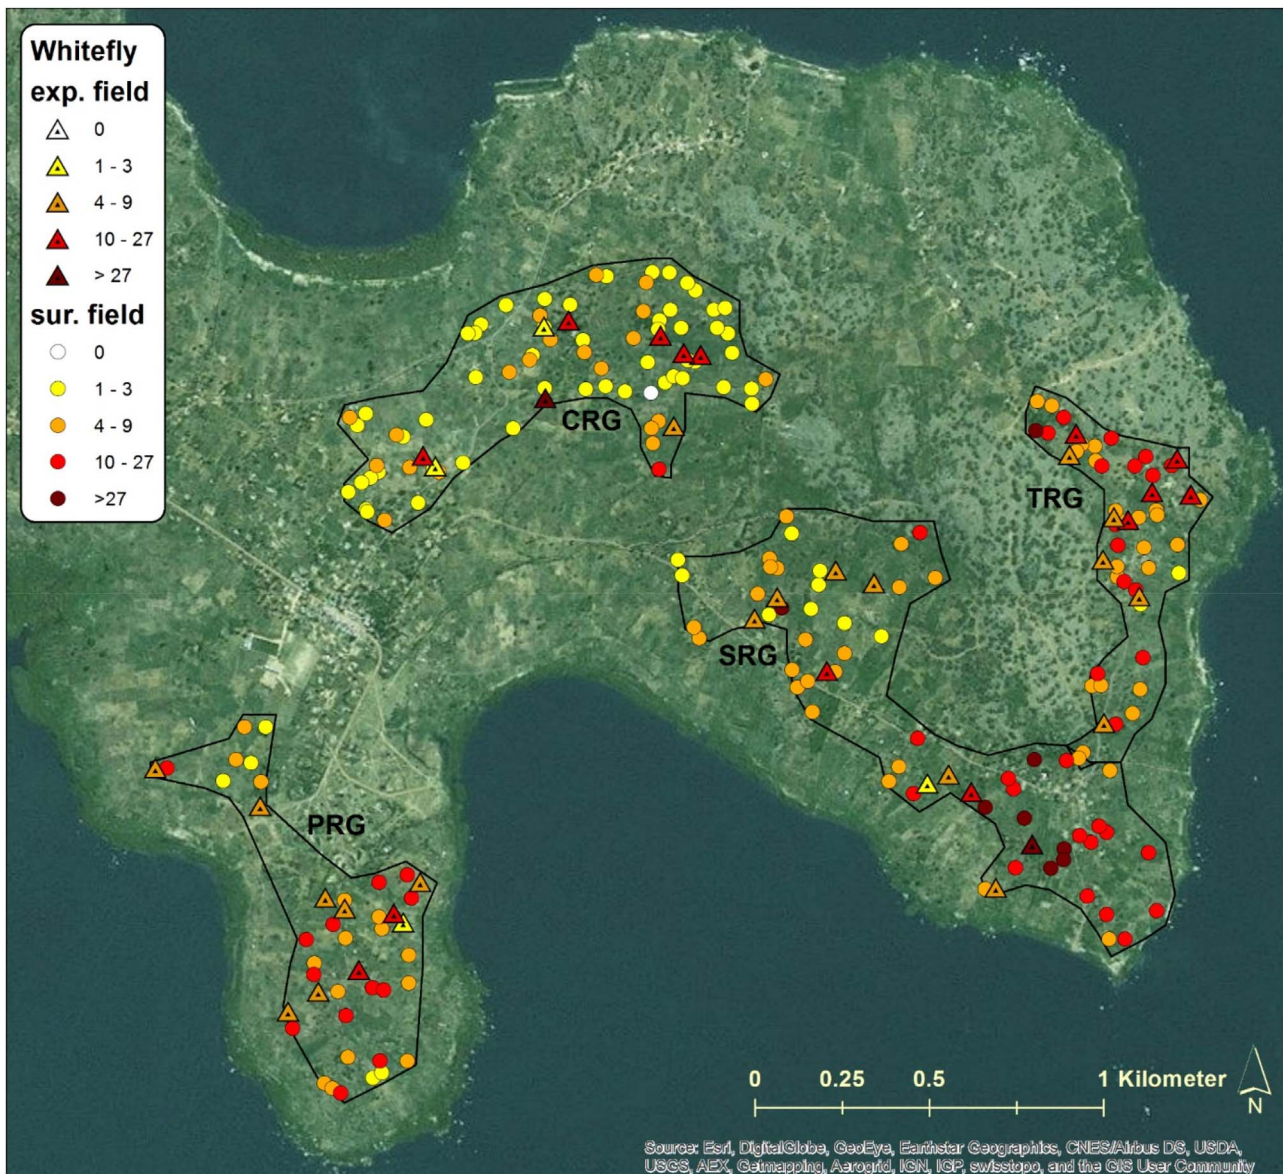 Whitefly
exp. field
0
1 - 3
4 - 9
10 - 27
> 27
sur. field
0
1 - 3
4 - 9
10 - 27
>27
CRG
TRG
SRG
PRG
0 0.25 0.5 1 Kilometer
N
Source: Esri, DigitalGlobe, GeoEye, Earthstar Geographics, CNES/Airbus DS, USDA,
USGS, AEX, Getmapping, Aerogrid, IGN, IGP, swisstopo, and the GIS User Community